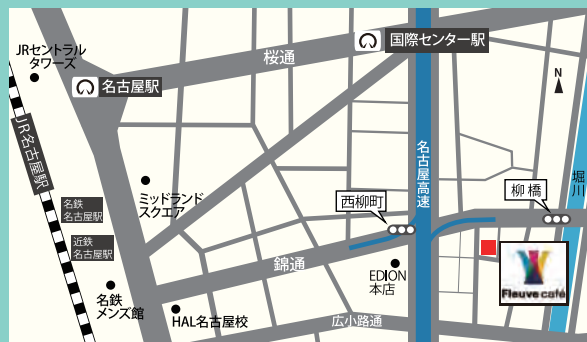 JRセントラル
タワーズ
名古屋駅
桜通
国際センター駅
N
JR名古屋駅
名鉄
名古屋駅
近鉄
名古屋駅
ミッドランド
スクエア
名古屋高速
西柳町
柳橋
堀川
錦通
EDION
本店
Fleuve café
名鉄
メンズ館
HAL名古屋校
広小路通